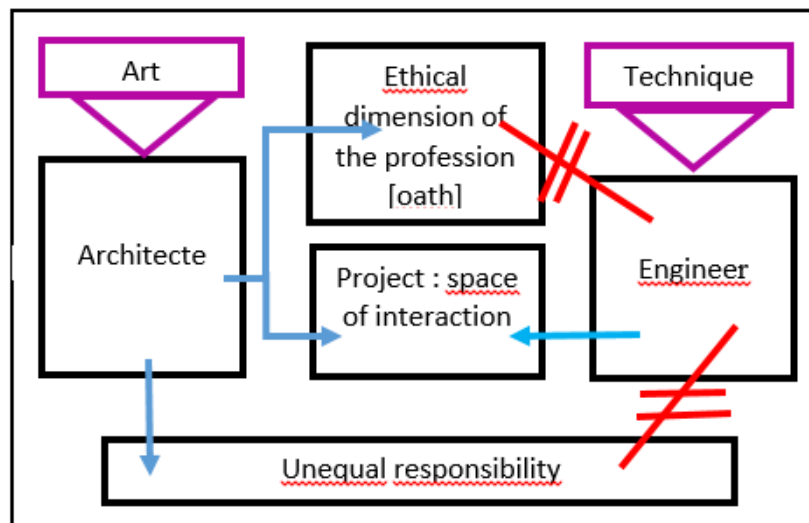 Art
Ethical
dimension of
the profession
[oath]
Technique
Architecte
Project : space
of interaction
Engineer
Unequal responsibility